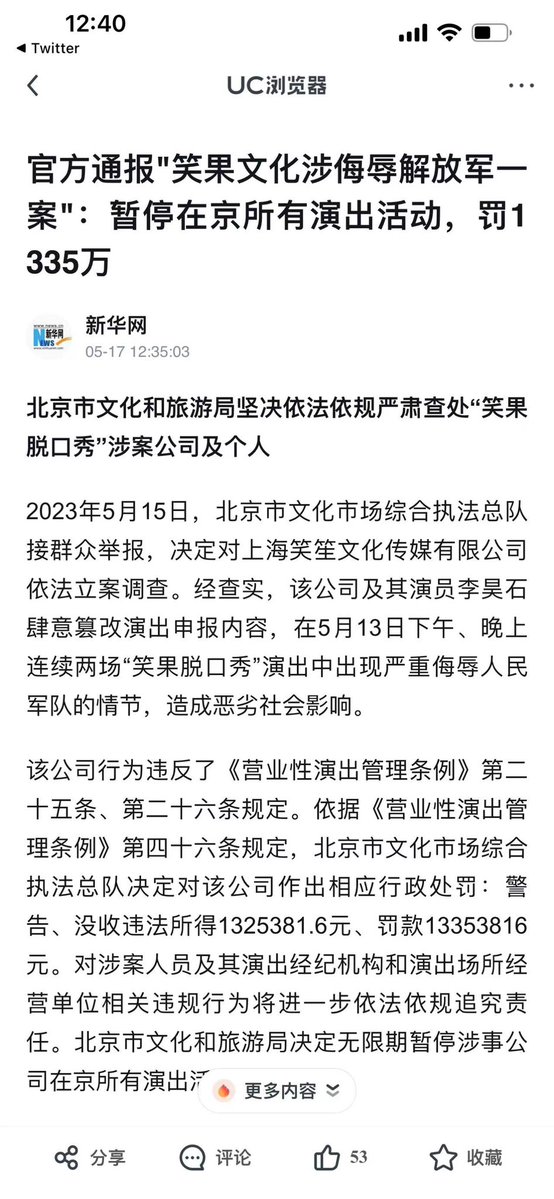 12:40
◀ Twitter
UC浏览器
官方通报"笑果文化涉侮辱解放军一
案"：暂停在京所有演出活动，罚1
335万
新华网
05-17 12:35:03
北京市文化和旅游局坚决依法依规严肃查处“笑果
脱口秀”涉案公司及个人
2023年5月15日，北京市文化市场综合执法总队
接群众举报，决定对上海笑笙文化传媒有限公司
依法立案调查。经查实，该公司及其演员李昊石
肆意篡改演出申报内容，在5月13日下午、晚上
连续两场“笑果脱口秀”演出中出现严重侮辱人民
军队的情节，造成恶劣社会影响。
该公司行为违反了《营业性演出管理条例》第二
十五条、第二十六条规定。依据《营业性演出管
理条例》第四十六条规定，北京市文化市场综合
执法总队决定对该公司作出相应行政处罚：警
告、没收违法所得1325381.6元、罚款13353816
元。对涉案人员及其演出经纪机构和演出场所经
营单位相关违规行为将进一步依法依规追究责
任。北京市文化和旅游局决定无限期暂停涉事公
司在京所有演出
更多内容
分享
评论
53
收藏